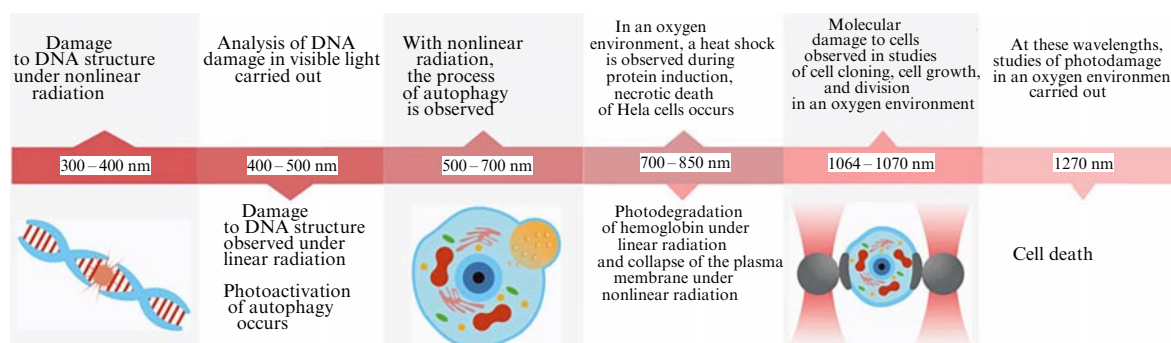 Damage
to DNA structure
under nonlinear
radiation
Analysis of DNA
damage in visible light
carried out
With nonlinear
radiation,
the process
of autophagy
is observed
In an oxygen
environment, a heat shock
is observed during
protein induction,
necrotic death
of Hela cells occurs
Molecular
damage to cells
observed in studies
of cell cloning, cell growth,
and division
in an oxygen environment
At these wavelengths,
studies of photodamage
in an oxygen environment
carried out
300 – 400 nm
400 – 500 nm
500 – 700 nm
700 – 850 nm
1064 – 1070 nm
1270 nm
Damage
to DNA structure
observed under
linear radiation
Photoactivation
of autophagy
occurs
Photodegradation
of hemoglobin under
linear radiation
and collapse of the plasma
membrane under
nonlinear radiation
Cell death